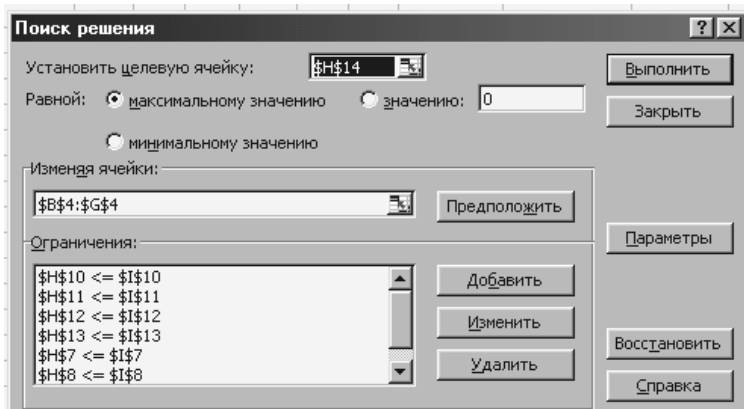 Поиск решения
Установить целевую ячейку: $H$14
Выполнить
Равной: максимальному значению значению: 0
Закрыть
минимальному значению
Изменяя ячейки:
$B$4:$G$4
Предположить
Параметры
Ограничения:
$H$10 <= $I$10
$H$11 <= $I$11
$H$12 <= $I$12
$H$13 <= $I$13
$H$7 <= $I$7
$H$8 <= $I$8
Добавить
Изменить
Удалить
Восстановить
Справка